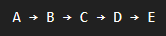 A → B → C → D → E